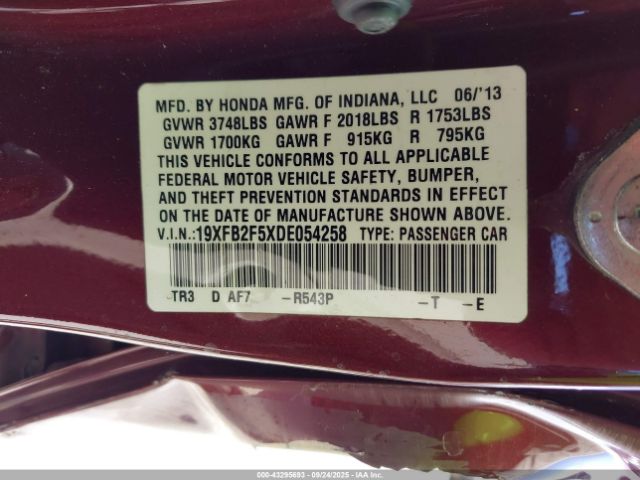 MFD. BY HONDA MFG. OF INDIANA, LLC 06/'13
GVWR 3748LBS GAWR F 2018LBS R 1753LBS
GVWR 1700KG GAWR F 915KG R 795KG
THIS VEHICLE CONFORMS TO ALL APPLICABLE
FEDERAL MOTOR VEHICLE SAFETY, BUMPER,
AND THEFT PREVENTION STANDARDS IN EFFECT
ON THE DATE OF MANUFACTURE SHOWN ABOVE.
V.I.N.:19XFB2F5XDE054258 TYPE: PASSENGER CAR
TR3 D AF7 -R543P -T -E
000-43295693 - 09/24/2025 - IAAI.COM